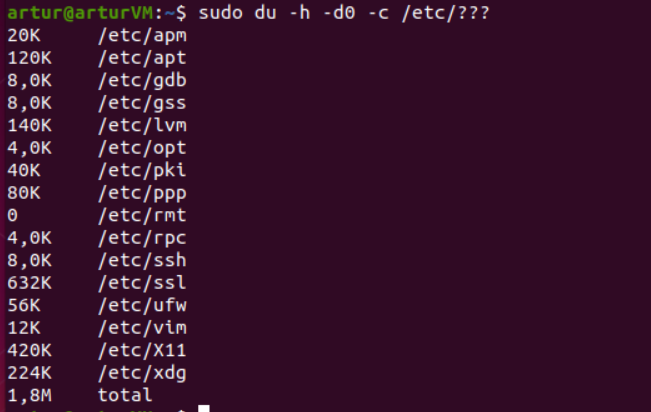 artur@arturVM:~$ sudo du -h -d0 -c /etc/???
20K /etc/apm
120K /etc/apt
8,0K /etc/gdb
8,0K /etc/gss
140K /etc/lvm
4,0K /etc/opt
40K /etc/pki
80K /etc/ppp
0 /etc/rmt
4,0K /etc/rpc
8,0K /etc/ssh
632K /etc/ssl
56K /etc/ufw
12K /etc/vim
420K /etc/X11
224K /etc/xdg
1,8M total